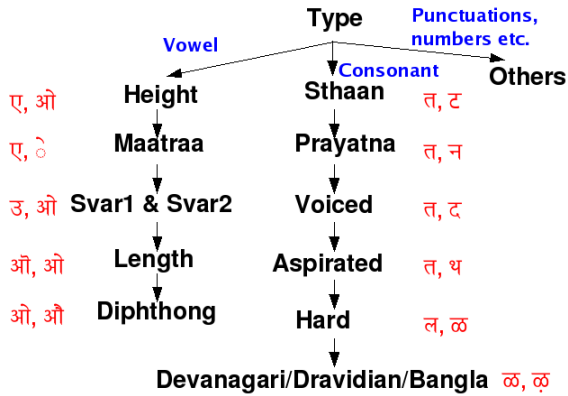 Type
Punctuations,
numbers etc.
Vowel
Consonant
Others
ए, ओ
Height
Sthaan
त, ट
ए, े
Maatraa
Prayatna
त, न
उ, ओ
Svar1 & Svar2
Voiced
त, द
ऒ, ओ
Length
Aspirated
त, थ
ओ, औ
Diphthong
Hard
ल, ळ
Devanagari/Dravidian/Bangla
ळ, ऴ